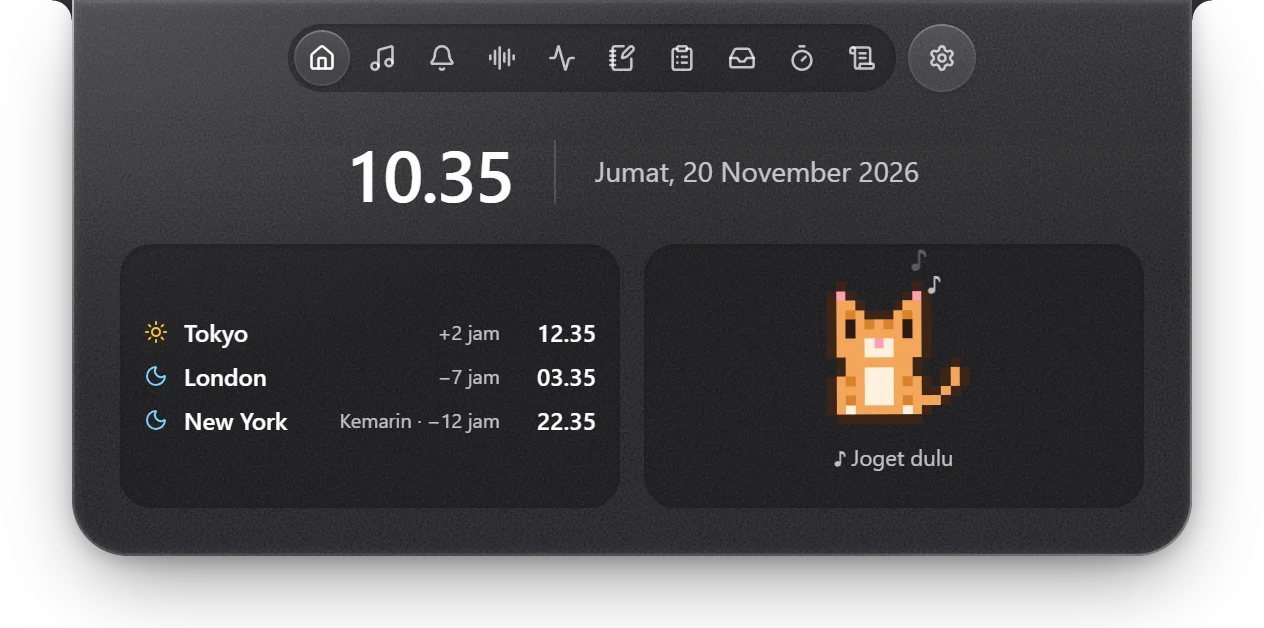 10.35
Jumat, 20 November 2026
Tokyo +2 jam 12.35
London −7 jam 03.35
New York Kemarin · −12 jam 22.35
♪ Joget dulu